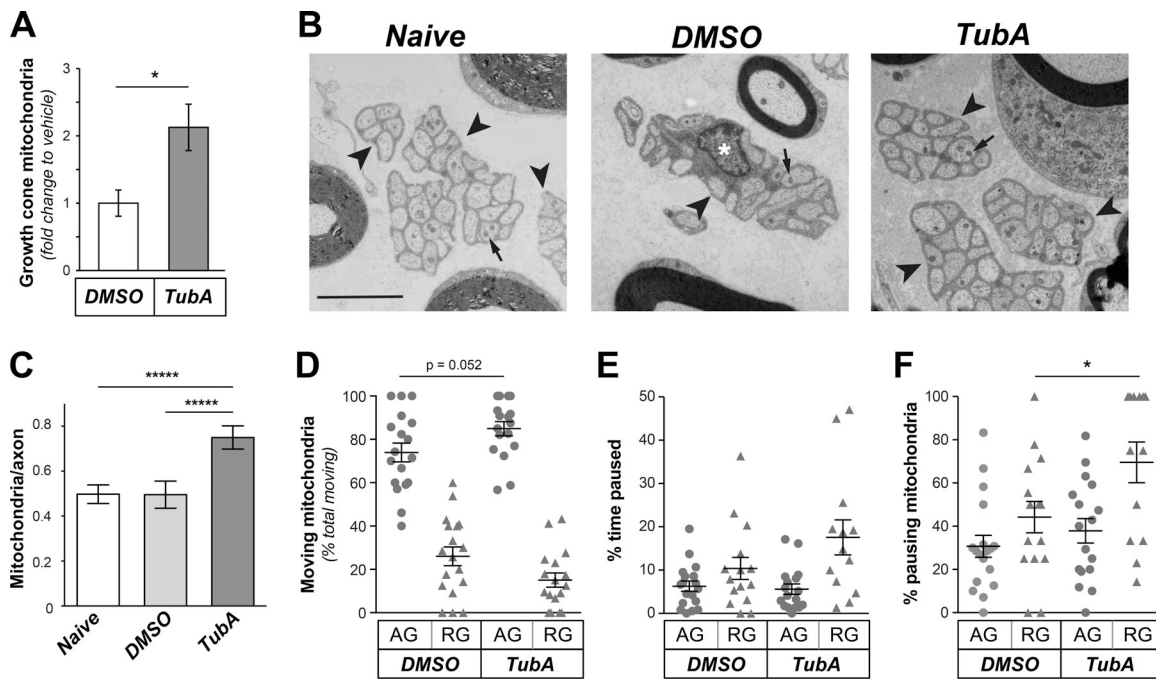 A
Growth cone mitochondria
(fold change to vehicle)
3
2
1
0
*
DMSO
TubA
B
Naive
DMSO
TubA
*
C
Mitochondria/axon
0.8
0.6
0.4
0.2
0
*****
*****
Naive
DMSO
TubA
D
Moving mitochondria
(% total moving)
100
80
60
40
20
0
p = 0.052
AG RG AG RG
DMSO TubA
E
% time paused
50
40
30
20
10
0
AG RG AG RG
DMSO TubA
F
% pausing mitochondria
100
80
60
40
20
0
*
AG RG AG RG
DMSO TubA